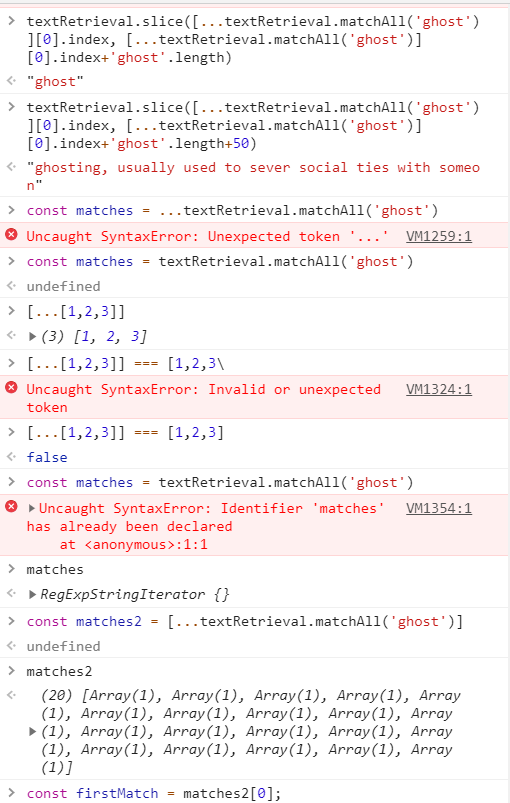 textRetrieval.slice([...textRetrieval.matchAll('ghost')
][0].index, [...textRetrieval.matchAll('ghost')]
[0].index+'ghost'.length)
"ghost"
textRetrieval.slice([...textRetrieval.matchAll('ghost')
][0].index, [...textRetrieval.matchAll('ghost')]
[0].index+'ghost'.length+50)
"ghosting, usually used to sever social ties with someo
n"
const matches = ...textRetrieval.matchAll('ghost')
Uncaught SyntaxError: Unexpected token '...' VM1259:1
const matches = textRetrieval.matchAll('ghost')
undefined
[...[1,2,3]]
(3) [1, 2, 3]
[...[1,2,3]] === [1,2,3\
Uncaught SyntaxError: Invalid or unexpected VM1324:1
token
[...[1,2,3]] === [1,2,3]
false
const matches = textRetrieval.matchAll('ghost')
Uncaught SyntaxError: Identifier 'matches' VM1354:1
has already been declared
at <anonymous>:1:1
matches
RegExpStringIterator {}
const matches2 = [...textRetrieval.matchAll('ghost')]
undefined
matches2
(20) [Array(1), Array(1), Array(1), Array(1), Array
(1), Array(1), Array(1), Array(1), Array(1), Array
(1), Array(1), Array(1), Array(1), Array(1), Array
(1), Array(1), Array(1), Array(1), Array(1), Array
(1)]
const firstMatch = matches2[0];